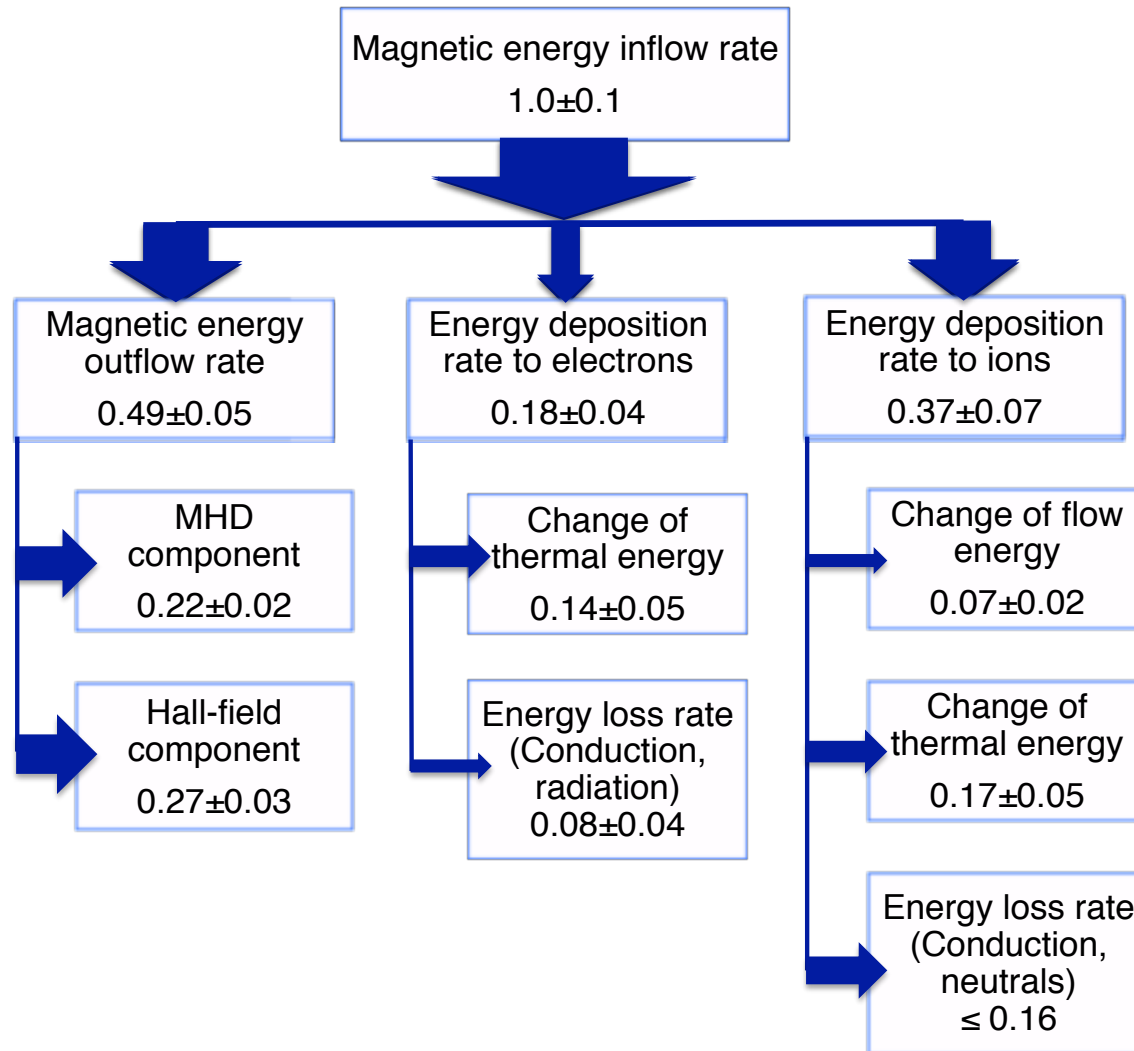 Magnetic energy inflow rate
1.0±0.1
Magnetic energy
outflow rate
0.49±0.05
Energy deposition
rate to electrons
0.18±0.04
Energy deposition
rate to ions
0.37±0.07
MHD
component
0.22±0.02
Hall-field
component
0.27±0.03
Change of
thermal energy
0.14±0.05
Energy loss rate
(Conduction,
radiation)
0.08±0.04
Change of flow
energy
0.07±0.02
Change of
thermal energy
0.17±0.05
Energy loss rate
(Conduction,
neutrals)
≤ 0.16